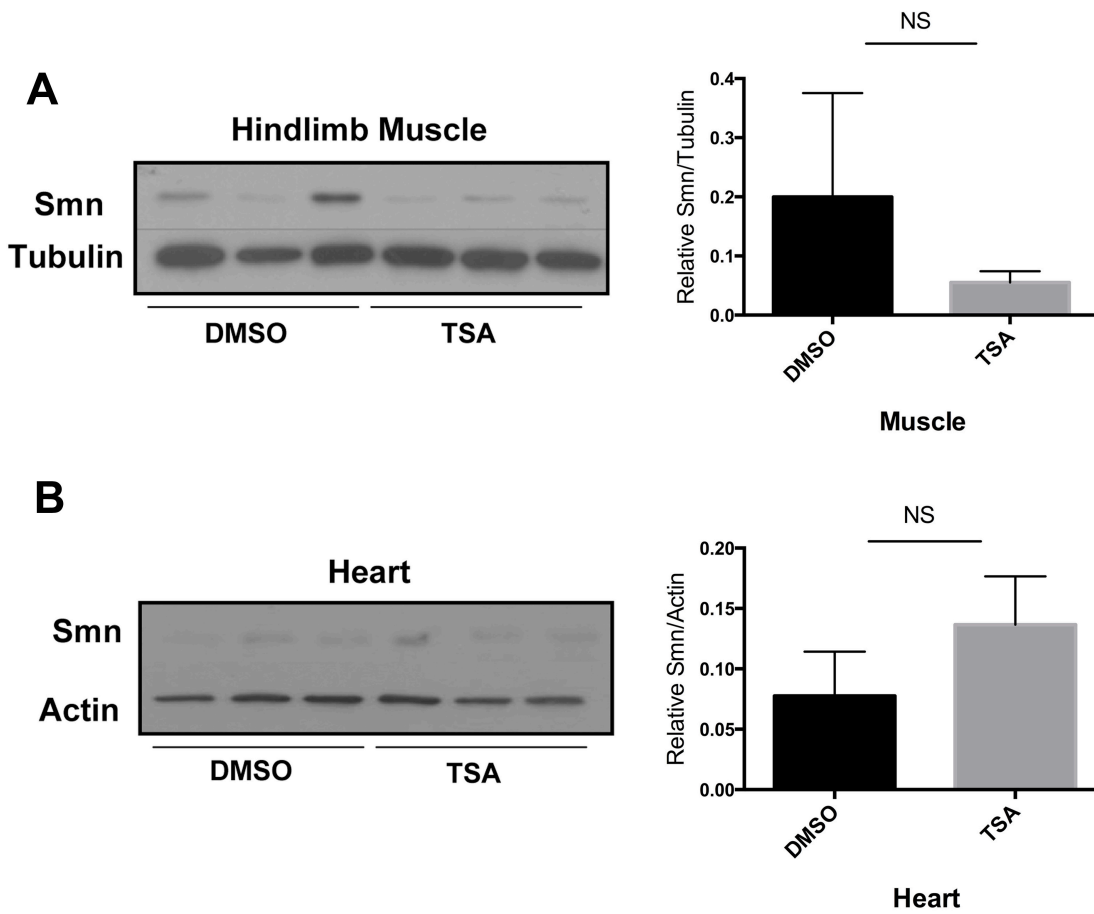 A
Hindlimb Muscle
Smn
Tubulin
DMSO
TSA
NS
Relative Smn/Tubulin
0.4
0.3
0.2
0.1
0.0
DMSO
TSA
Muscle
B
Heart
Smn
Actin
DMSO
TSA
NS
Relative Smn/Actin
0.20
0.15
0.10
0.05
0.00
DMSO
TSA
Heart